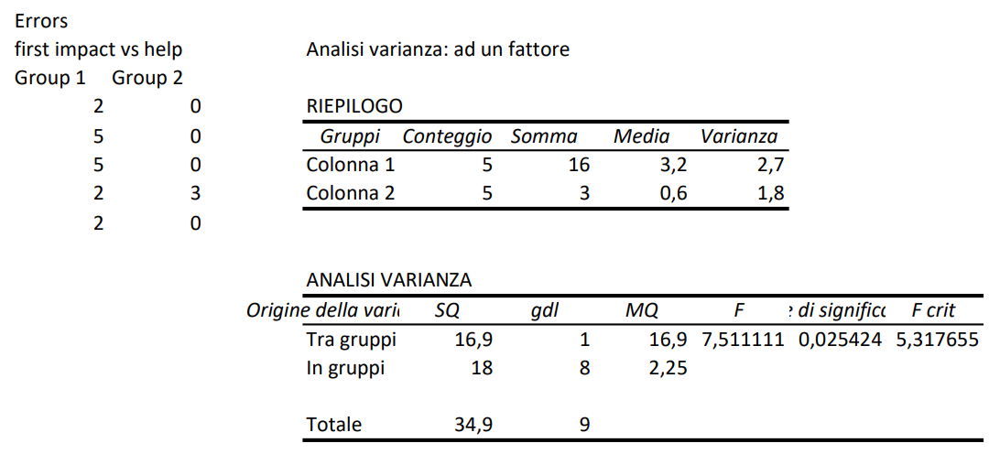 Errors
first impact vs help Analisi varianza: ad un fattore
Group 1 Group 2
2 0 RIEPILOGO
5 0 Gruppi Conteggio Somma Media Varianza
5 0 Colonna 1 5 16 3,2 2,7
2 3 Colonna 2 5 3 0,6 1,8
2 0
ANALISI VARIANZA
Origine della varia SQ gdl MQ F e di significa F crit
Tra gruppi 16,9 1 16,9 7,511111 0,025424 5,317655
In gruppi 18 8 2,25
Totale 34,9 9